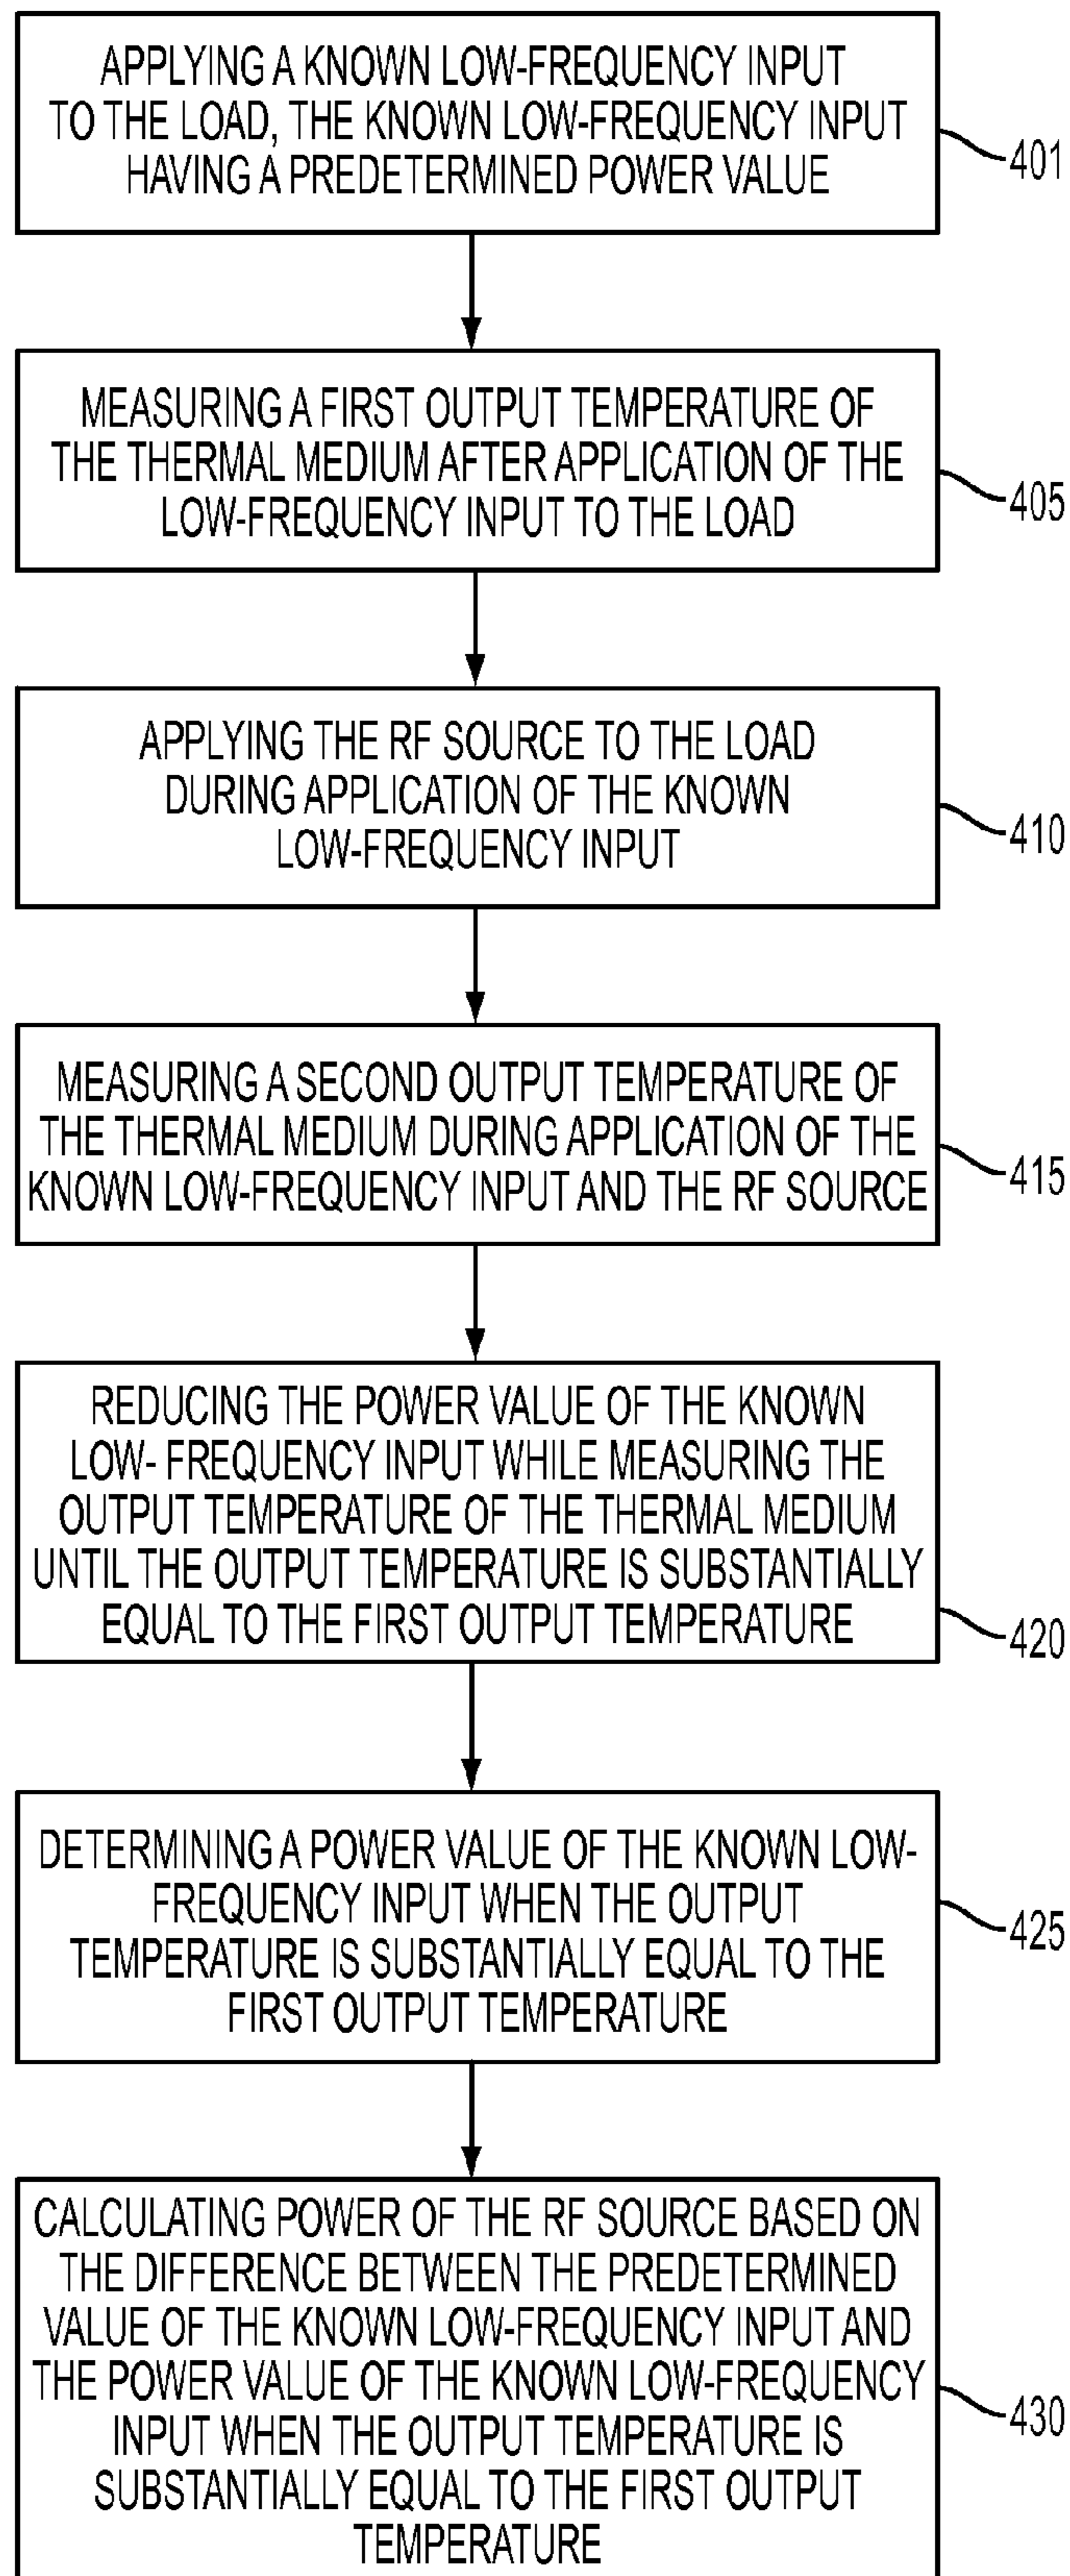 APPLYING A KNOWN LOW-FREQUENCY INPUT
TO THE LOAD, THE KNOWN LOW-FREQUENCY INPUT
HAVING A PREDETERMINED POWER VALUE
401
MEASURING A FIRST OUTPUT TEMPERATURE OF
THE THERMAL MEDIUM AFTER APPLICATION OF THE
LOW-FREQUENCY INPUT TO THE LOAD
405
APPLYING THE RF SOURCE TO THE LOAD
DURING APPLICATION OF THE KNOWN
LOW-FREQUENCY INPUT
410
MEASURING A SECOND OUTPUT TEMPERATURE OF
THE THERMAL MEDIUM DURING APPLICATION OF THE
KNOWN LOW-FREQUENCY INPUT AND THE RF SOURCE
415
REDUCING THE POWER VALUE OF THE KNOWN
LOW- FREQUENCY INPUT WHILE MEASURING THE
OUTPUT TEMPERATURE OF THE THERMAL MEDIUM
UNTIL THE OUTPUT TEMPERATURE IS SUBSTANTIALLY
EQUAL TO THE FIRST OUTPUT TEMPERATURE
420
DETERMINING A POWER VALUE OF THE KNOWN LOW-
FREQUENCY INPUT WHEN THE OUTPUT
TEMPERATURE IS SUBSTANTIALLY EQUAL TO THE
FIRST OUTPUT TEMPERATURE
425
CALCULATING POWER OF THE RF SOURCE BASED ON
THE DIFFERENCE BETWEEN THE PREDETERMINED
VALUE OF THE KNOWN LOW-FREQUENCY INPUT AND
THE POWER VALUE OF THE KNOWN LOW-FREQUENCY
INPUT WHEN THE OUTPUT TEMPERATURE IS
SUBSTANTIALLY EQUAL TO THE FIRST OUTPUT
TEMPERATURE
430